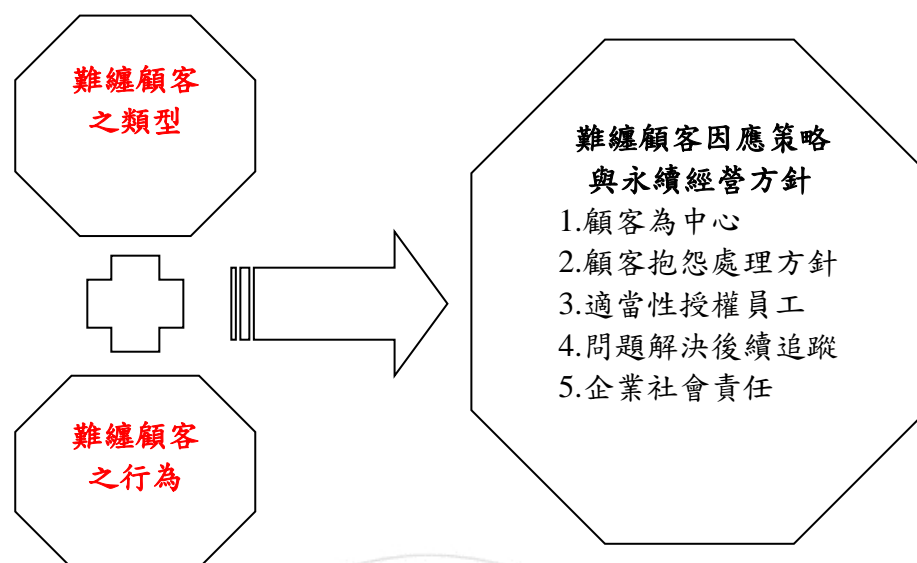 難纏顧客
之類型
難纏顧客
之行為
難纏顧客因應策略
與永續經營方針
1.顧客為中心
2.顧客抱怨處理方針
3.適當性授權員工
4.問題解決後續追蹤
5.企業社會責任